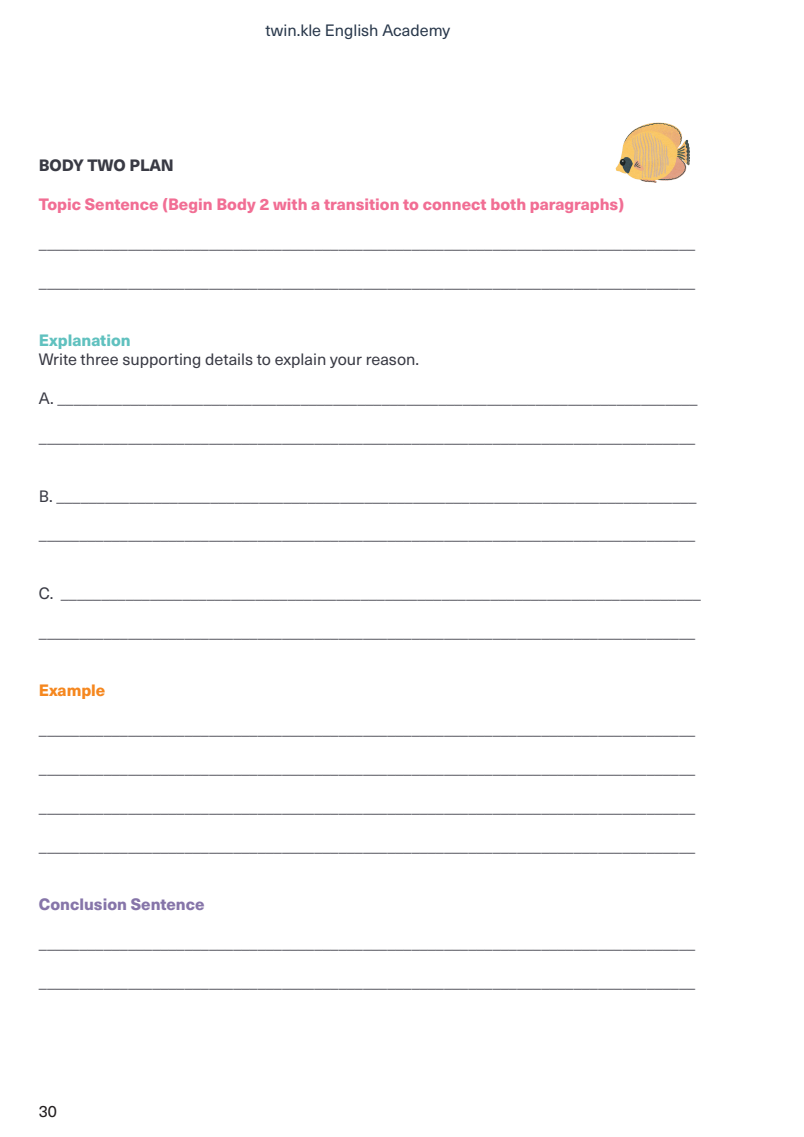 twin.kle English Academy
BODY TWO PLAN
Topic Sentence (Begin Body 2 with a transition to connect both paragraphs)
Explanation
Write three supporting details to explain your reason.
A.
B.
C.
Example
Conclusion Sentence
30